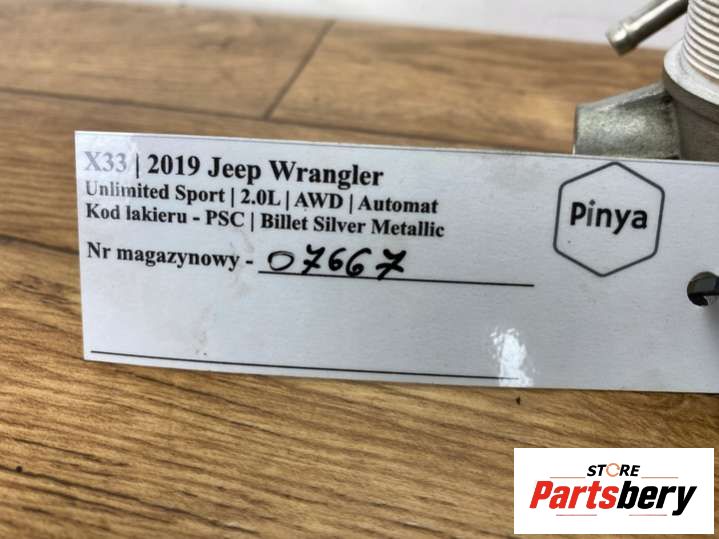 X33 | 2019 Jeep Wrangler
Unlimited Sport | 2.0L | AWD | Automat
Kod lakieru - PSC | Billet Silver Metallic
Nr magazynowy - 07667
Pinya
STORE
Partsbery